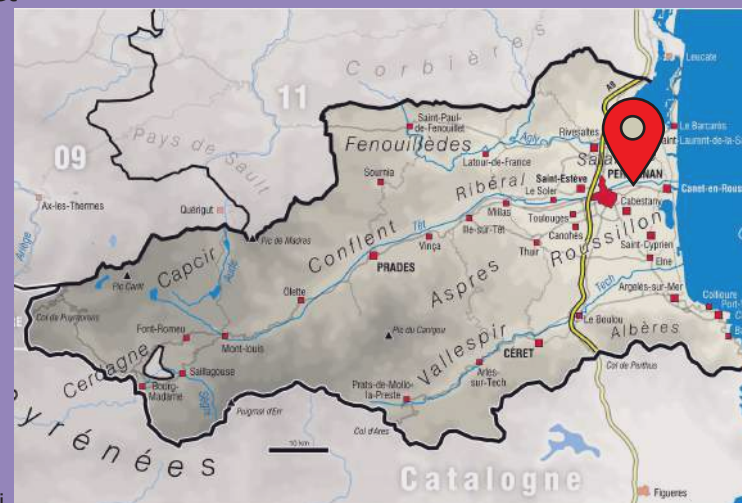 Corbières
Leucate
11
A9
Saint-Paul-
de-Fenouillet
Fenouillèdes
Agly
Rivesaltes
Le Barcarès
09
Pays de Sault
Latour-de-France
Sournia
Ribéral
Saint-Estève
Le Soler
Canet-en-Rous
Cabestany
Ax-les-Thermes
Quérigut
Millas
Toulouges
Roussillon
Ille-sur-Têt
Canohès
Saint-Cyprien
Ariège
Pic de Madres
Conflent
Têt
Vinça
Thuir
Elne
Capcir
Aude
PRADES
Aspres
Tech
Argelès-sur-Mer
Pic Carlit
Olette
Collioure
Port-
Col de Puymorens
Pic du Canigou
Le Boulou
Albères
Font-Romeu
Mont-louis
Vallespir
CÉRET
Cerdagne
Saillagouse
Arles-
sur-Tech
Col du Perthus
Bourg-
Madame
Prats-de-Mollo-
la-Preste
Puigmal d'Err
Col d'Ares
Pyrénées
10 km
Catalogne
Figueres